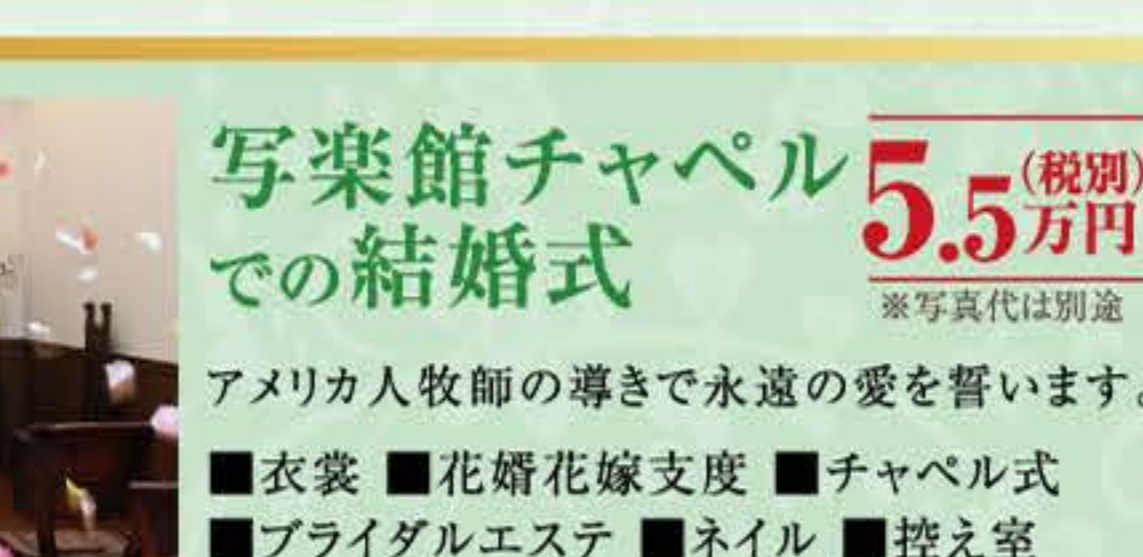 写楽館チャペル
での結婚式
5.5万円(税別)
※写真代は別途
アメリカ人牧師の導きで永遠の愛を誓います。
■衣裳 ■花婿花嫁支度 ■チャペル式
■ブライダルエステ ■ネイル ■控え室